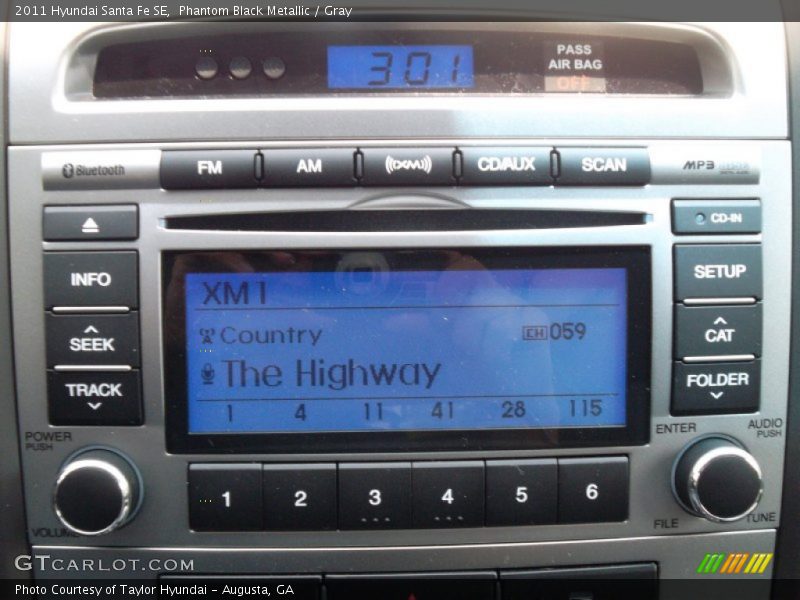 2011 Hyundai Santa Fe SE, Phantom Black Metallic / Gray
301
PASS
AIR BAG
OFF
Bluetooth
FM
AM
((XM))
CD/AUX
SCAN
MP3
CD-IN
INFO
SEEK
TRACK
SETUP
CAT
FOLDER
XM1
Country
CH 059
The Highway
1 4 11 41 28 115
POWER
PUSH
VOLUME
ENTER
AUDIO
PUSH
FILE
TUNE
1 2 3 4 5 6
GTCARLOT.COM
Photo Courtesy of Taylor Hyundai - Augusta, GA